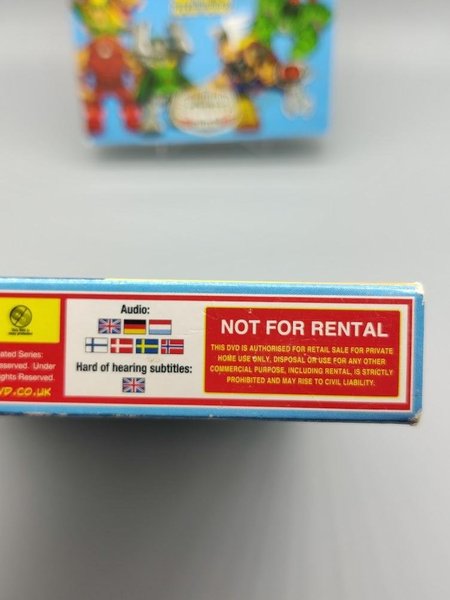 Audio:
Hard of hearing subtitles:
NOT FOR RENTAL
THIS DVD IS AUTHORISED FOR RETAIL SALE FOR PRIVATE
HOME USE ONLY, DISPOSAL OR USE FOR ANY OTHER
COMMERCIAL PURPOSE, INCLUDING RENTAL, IS STRICTLY
PROHIBITED AND MAY RISE TO CIVIL LIABILITY.
ated Series:
eserved. Under
Rights Reserved.
VD.CO.UK